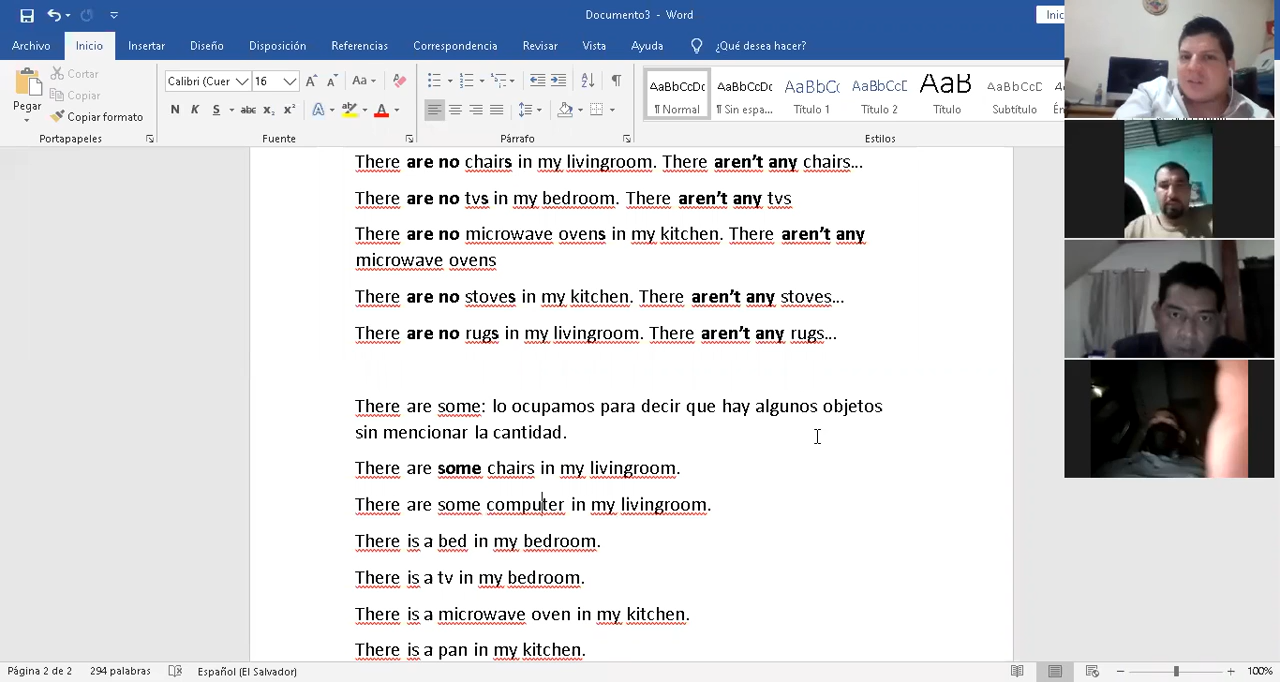 Documento3 - Word
Inic
Archivo Inicio Insertar Diseño Disposición Referencias Correspondencia Revisar Vista Ayuda ¿Qué desea hacer?
Pegar
Cortar
Copiar
Copiar formato
Calibri (Cuer 16 A A Aa
N K S abc x₂ x² A ab A
AaBbCcDc AaBbCcDc AaBbCc AaBbCcC AaB AaBbCcC
¶ Normal ¶ Sin espa... Título 1 Título 2 Título Subtítulo
Portapapeles Fuente Párrafo Estilos
There are no chairs in my livingroom. There aren't any chairs...
There are no tvs in my bedroom. There aren't any tvs
There are no microwave ovens in my kitchen. There aren't any
microwave ovens
There are no stoves in my kitchen. There aren't any stoves...
There are no rugs in my livingroom. There aren't any rugs...
There are some: lo ocupamos para decir que hay algunos objetos
sin mencionar la cantidad.
There are some chairs in my livingroom.
There are some computer in my livingroom.
There is a bed in my bedroom.
There is a tv in my bedroom.
There is a microwave oven in my kitchen.
There is a pan in my kitchen.
Página 2 de 2 294 palabras Español (El Salvador) 100%